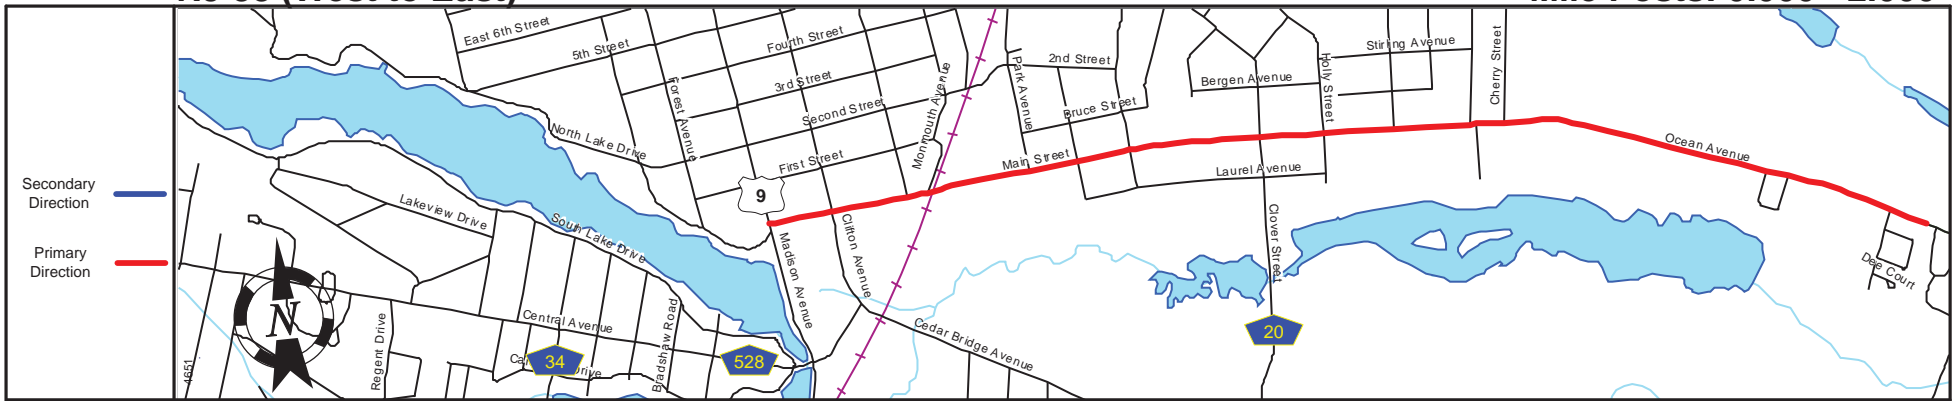 Secondary
Direction
Primary
Direction
East 6th Street
5th Street
Fourth Street
3rd Street
Second Street
First Street
Forest Avenue
North Lake Drive
Monmouth Avenue
Park Avenue
2nd Street
Bruce Street
Main Street
Bergen Avenue
Laurel Avenue
Holly Street
Stirling Avenue
Cherry Street
Ocean Avenue
Dee Court
9
Lakeview Drive
South Lake Drive
Madison Avenue
Clifton Avenue
Clover Street
Cedar Bridge Avenue
Central Avenue
Bradshaw Road
Regent Drive
4651
N
34
528
20